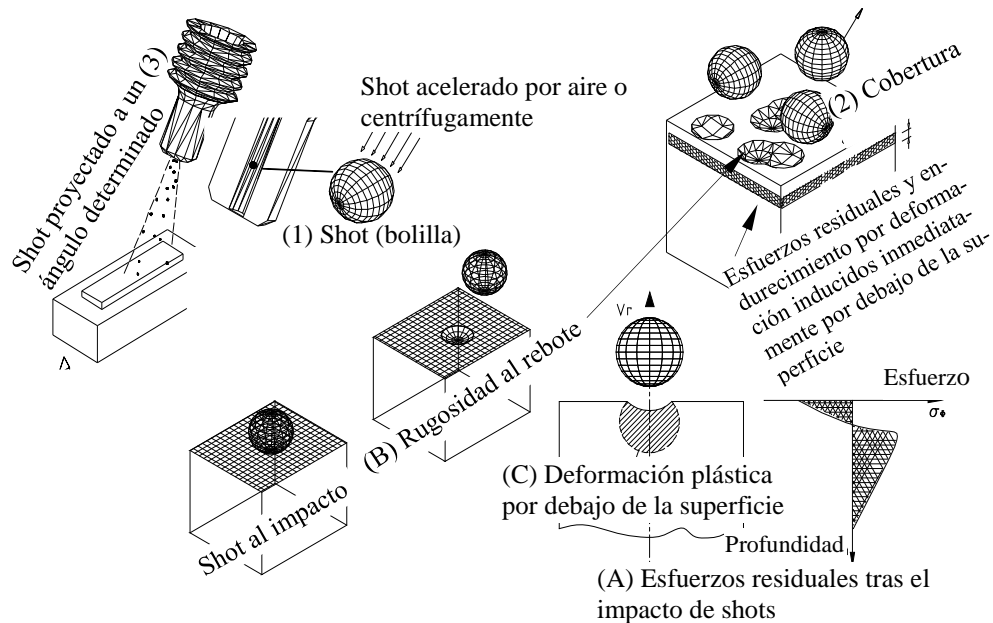 Shot proyectado a un (3)
ángulo determinado
Shot acelerado por aire o
centrífugamente
(1) Shot (bolilla)
(2) Cobertura
Esfuerzos residuales y en-
durecimiento por deforma-
ción inducidos inmediata-
mente por debajo de la su-
perficie
(B) Rugosidad al rebote
Shot al impacto
Vr
(C) Deformación plástica
por debajo de la superficie
Esfuerzo
Profundidad
(A) Esfuerzos residuales tras el
impacto de shots